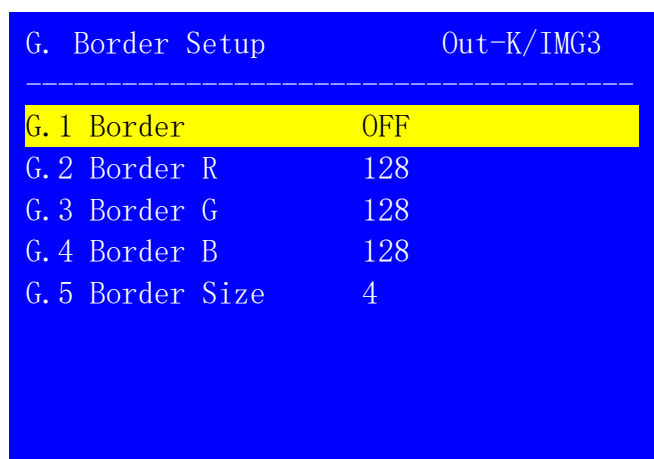 G. Border Setup Out-K/IMG3
--------------------------------------
G.1 Border OFF
G.2 Border R 128
G.3 Border G 128
G.4 Border B 128
G.5 Border Size 4